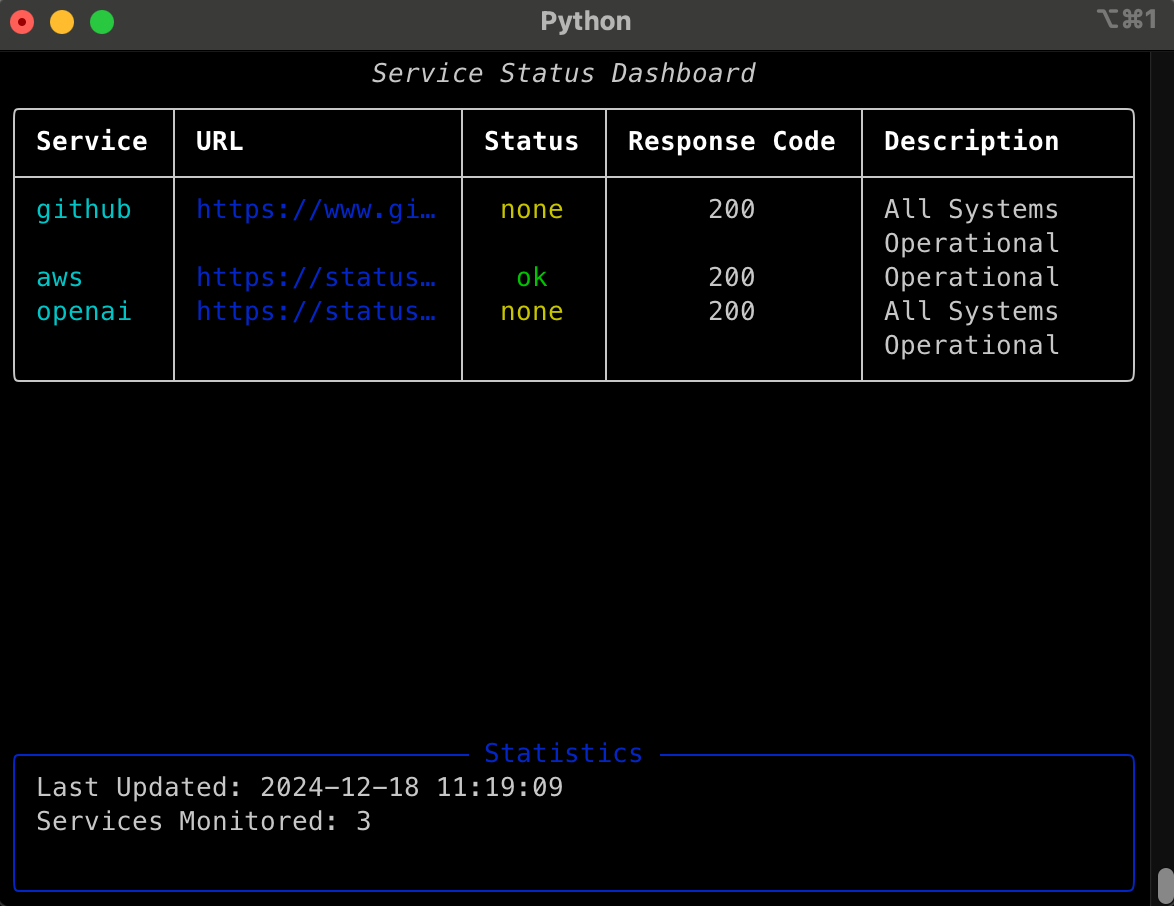 Python
⌥⌘1
Service Status Dashboard
Service URL Status Response Code Description
github https://www.gi… none 200 All Systems
Operational
aws https://status… ok 200 Operational
openai https://status… none 200 All Systems
Operational
Statistics
Last Updated: 2024-12-18 11:19:09
Services Monitored: 3